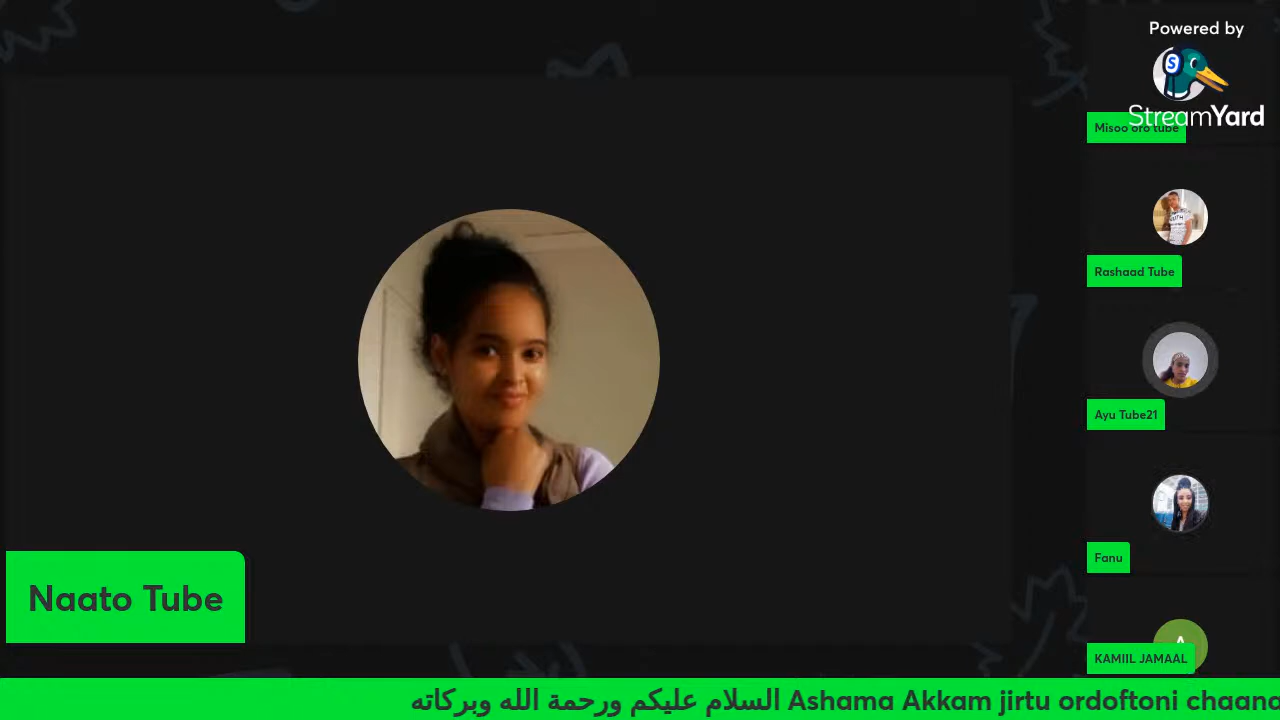 Powered by
StreamYard
Misoo oro tube
Rashaad Tube
Ayu Tube21
Fanu
A
KAMIIL JAMAAL
Naato Tube
السلام عليكم ورحمة الله وبركاته Ashama Akkam jirtu ordoftoni